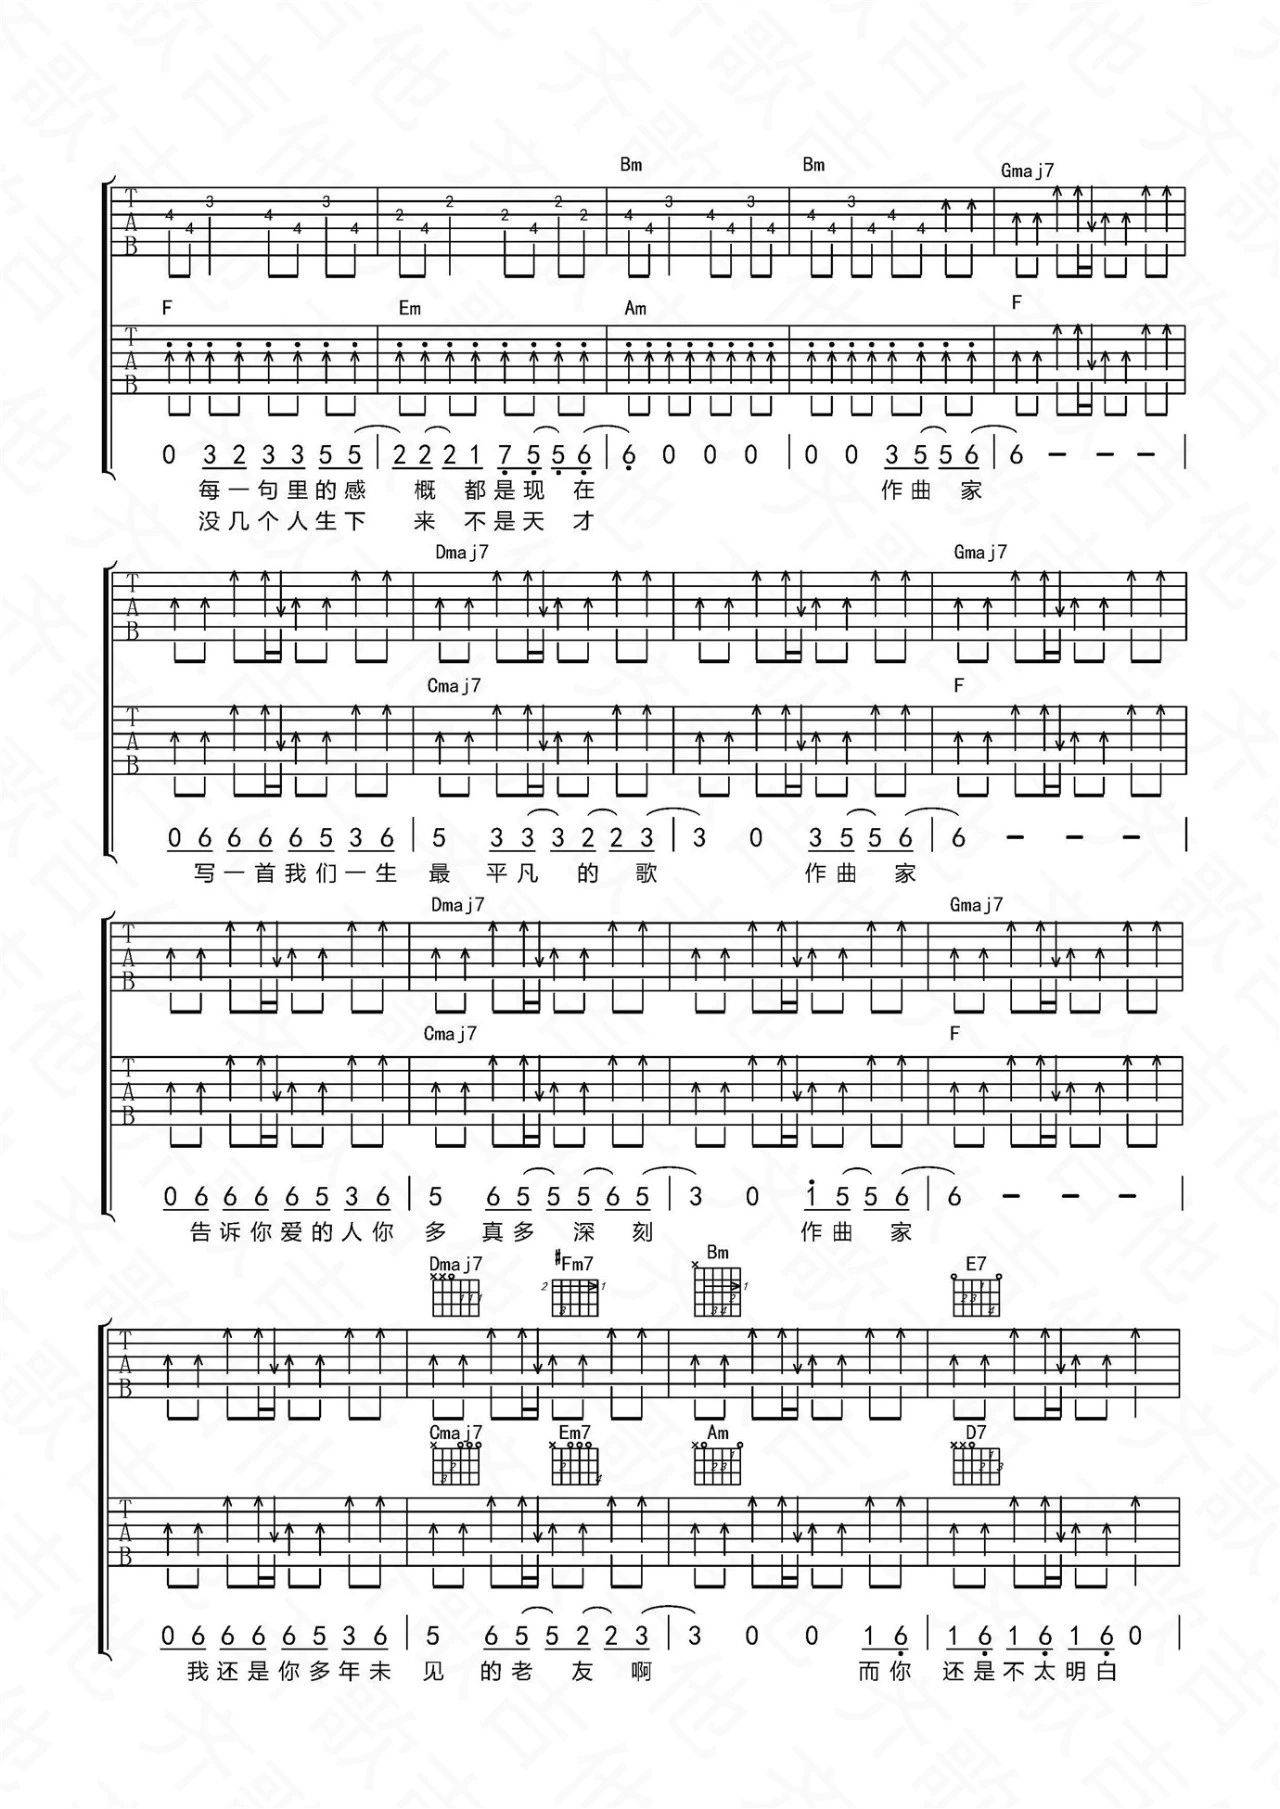 Bm Bm Gmaj7
T 4 4 3 4 4 3 4 2 4 2 2 4 2 2 4 4 3 4 4 3 4 4 4 3 4 4 4
A
B
F Em Am F
T
A
B
0 3 2 3 3 5 5 | 2 2 2 1 7 5 5 6 | 6 0 0 0 | 0 0 3 5 5 6 | 6 - - - |
每一句里的感 概 都是现 在 作曲 家
没几个人生下 来 不是天 才
Dmaj7 Gmaj7
T
A
B
Cmaj7 F
T
A
B
0 6 6 6 6 5 3 6 | 5 3 3 3 2 2 3 | 3 0 3 5 5 6 | 6 - - - |
写一首我们一生 最 平凡 的 歌 作曲 家
Dmaj7 Gmaj7
T
A
B
Cmaj7 F
T
A
B
0 6 6 6 6 5 3 6 | 5 6 5 5 5 6 5 | 3 0 1 5 5 6 | 6 - - - |
告诉你爱的人你 多 真多 深 刻 作曲 家
Dmaj7 #Fm7 Bm E7
T
A
B
Cmaj7 Em7 Am D7
T
A
B
0 6 6 6 6 5 3 6 | 5 6 5 5 2 2 3 | 3 0 0 1 6 | 1 6 1 6 1 6 0 |
我还是你多年未 见 的老 友 啊 而你 还是不太明白